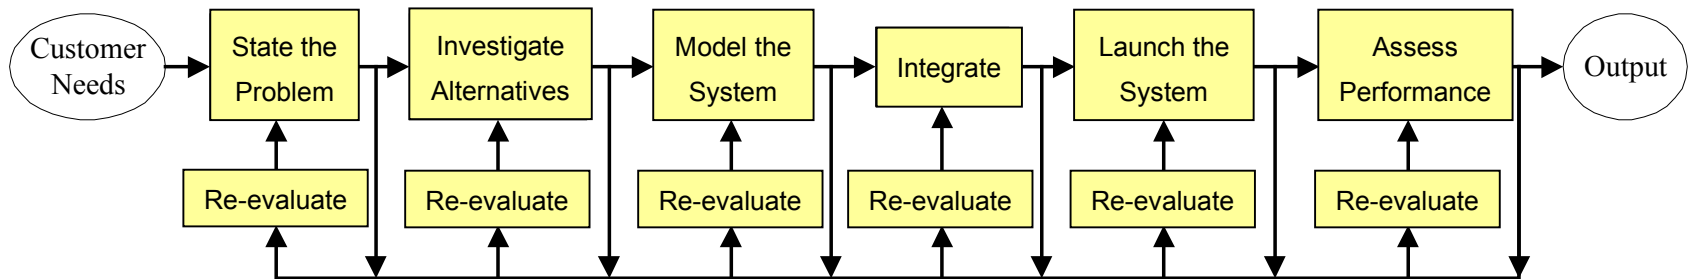 Customer
Needs
State the
Problem
Investigate
Alternatives
Model the
System
Integrate
Launch the
System
Assess
Performance
Output
Re-evaluate
Re-evaluate
Re-evaluate
Re-evaluate
Re-evaluate
Re-evaluate